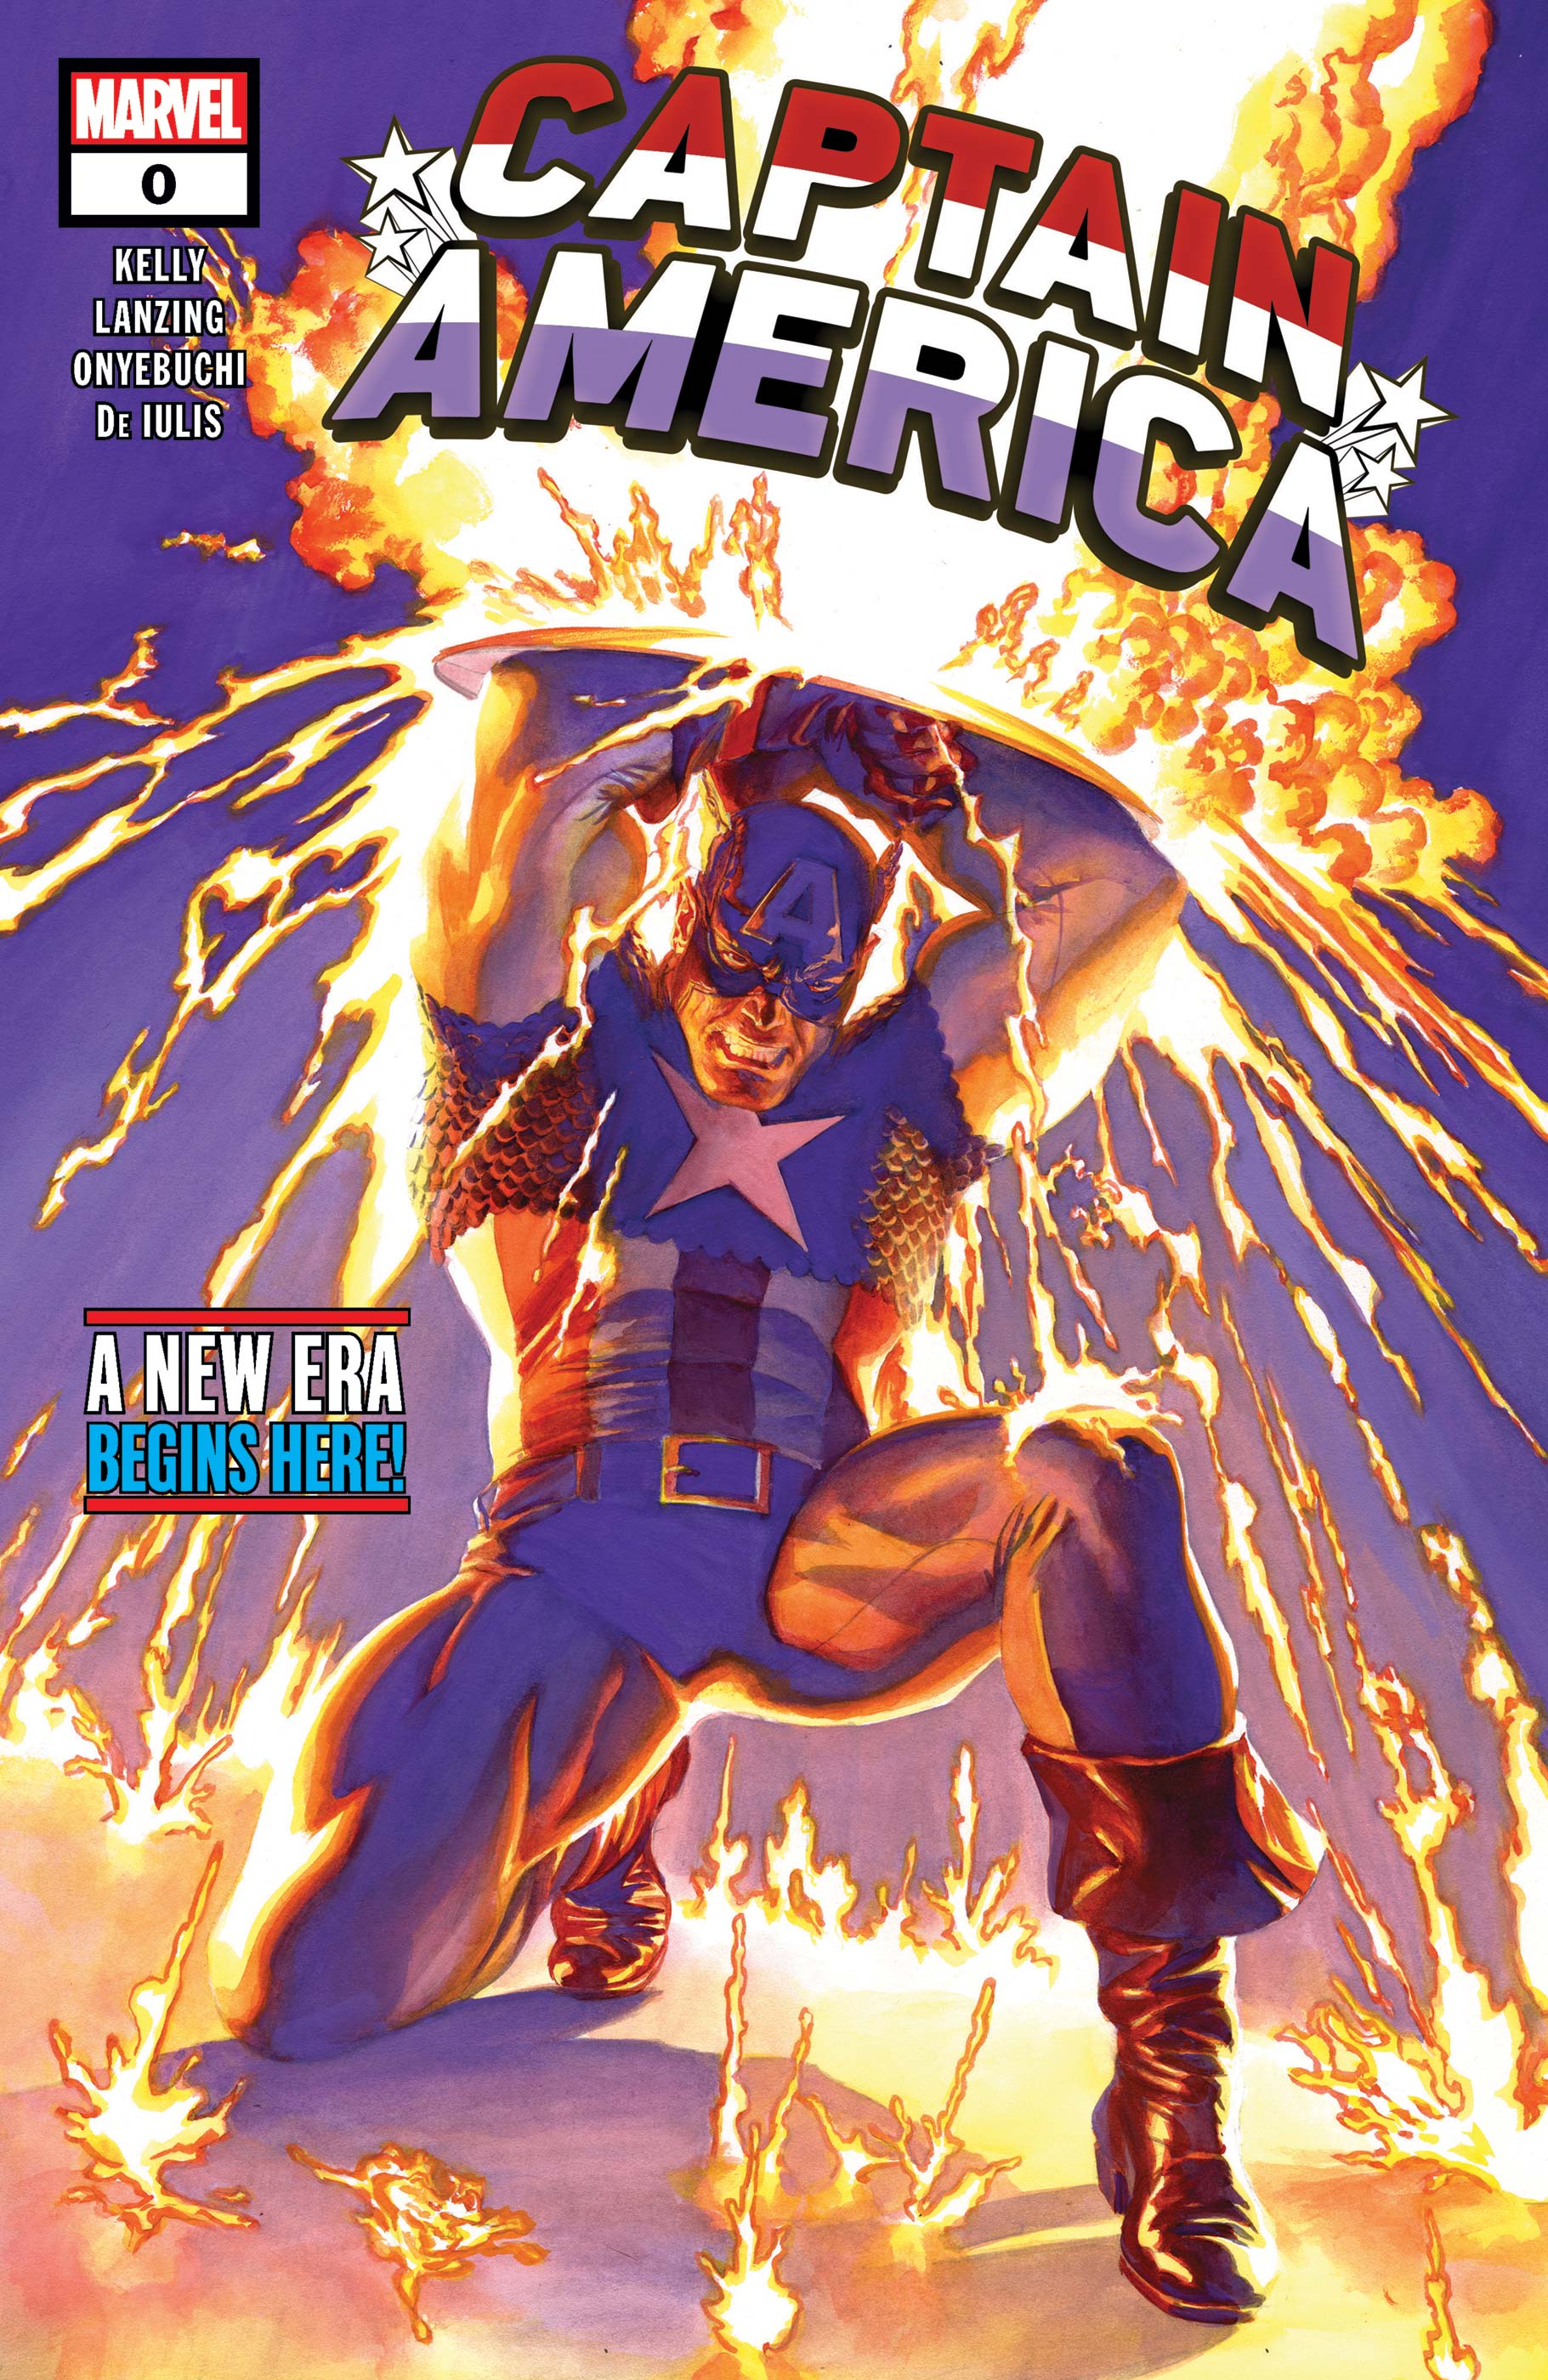 MARVEL
0
KELLY
LANZING
ONYEBUCHI
De IULIS
CAPTAIN
AMERICA
A
A NEW ERA
BEGINS HERE!